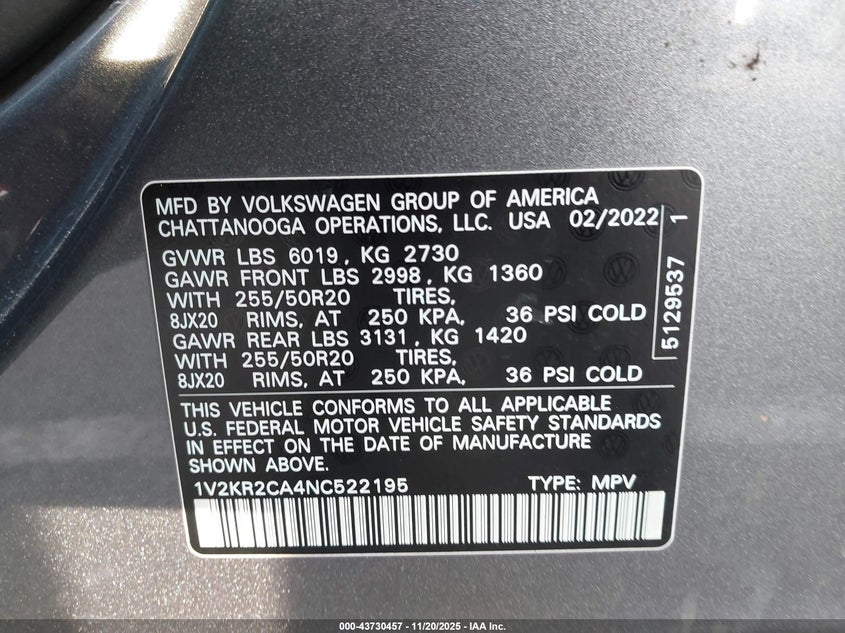 MFD BY VOLKSWAGEN GROUP OF AMERICA
CHATTANOOGA OPERATIONS, LLC. USA 02/2022
GVWR LBS 6019, KG 2730
GAWR FRONT LBS 2998, KG 1360
WITH 255/50R20 TIRES,
8JX20 RIMS, AT 250 KPA, 36 PSI COLD
GAWR REAR LBS 3131, KG 1420
WITH 255/50R20 TIRES,
8JX20 RIMS, AT 250 KPA, 36 PSI COLD
5129537 1
THIS VEHICLE CONFORMS TO ALL APPLICABLE
U.S. FEDERAL MOTOR VEHICLE SAFETY STANDARDS
IN EFFECT ON THE DATE OF MANUFACTURE
SHOWN ABOVE.
1V2KR2CA4NC522195 TYPE: MPV
000-43730457 - 11/20/2025 - IAA Inc.